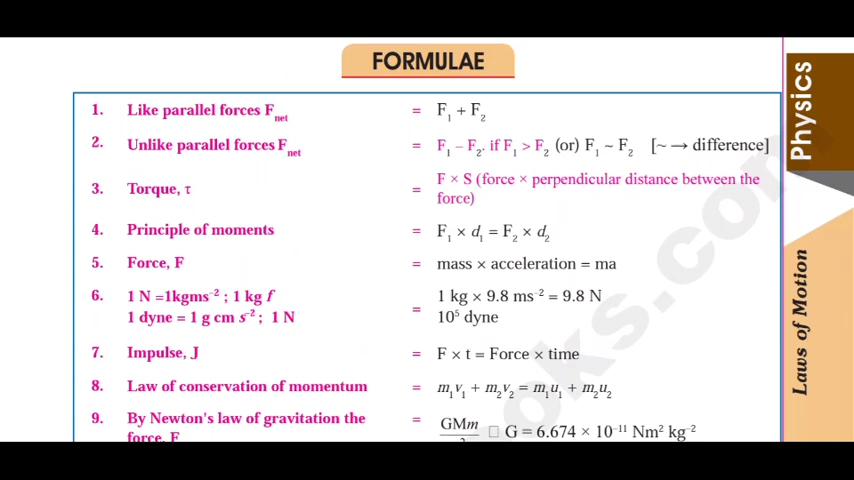 FORMULAE
Physics
1. Like parallel forces Fnet = F₁ + F₂
2. Unlike parallel forces Fnet = F₁ – F₂. if F₁ > F₂ (or) F₁ ~ F₂ [~ → difference]
3. Torque, τ = F × S (force × perpendicular distance between the
force)
4. Principle of moments = F₁ × d₁ = F₂ × d₂
5. Force, F = mass × acceleration = ma
6. 1 N =1kgms⁻² ; 1 kg f = 1 kg × 9.8 ms⁻² = 9.8 N
1 dyne = 1 g cm s⁻² ; 1 N 10⁵ dyne
7. Impulse, J = F × t = Force × time
8. Law of conservation of momentum = m₁v₁ + m₂v₂ = m₁u₁ + m₂u₂
9. By Newton's law of gravitation the = GMm □ G = 6.674 × 10⁻¹¹ Nm² kg⁻²
force, F
Laws of Motion
ooks.com